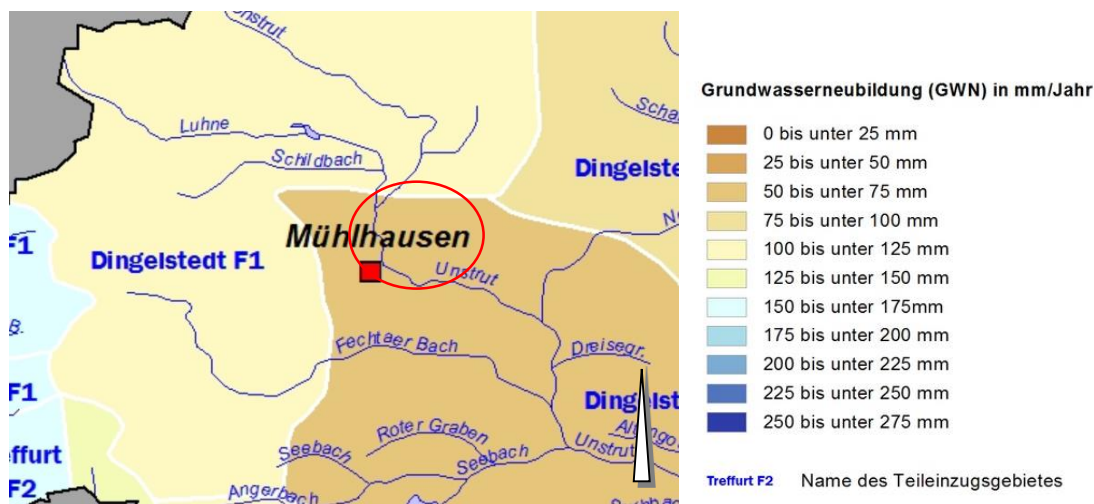 Unstrut
Luhne
Schildbach
Scha
Dingelste
Mühlhausen
F1
Dingelstedt F1
Unstrut
B.
Fechtaer Bach
Dreisegr.
F1
Dingelst
Roter Graben
Seebach
Seebach
Unstrut
ffurt
F2
Angerbach
Grundwasserneubildung (GWN) in mm/Jahr
0 bis unter 25 mm
25 bis unter 50 mm
50 bis unter 75 mm
75 bis unter 100 mm
100 bis unter 125 mm
125 bis unter 150 mm
150 bis unter 175mm
175 bis unter 200 mm
200 bis unter 225 mm
225 bis unter 250 mm
250 bis unter 275 mm
Treffurt F2 Name des Teileinzugsgebietes